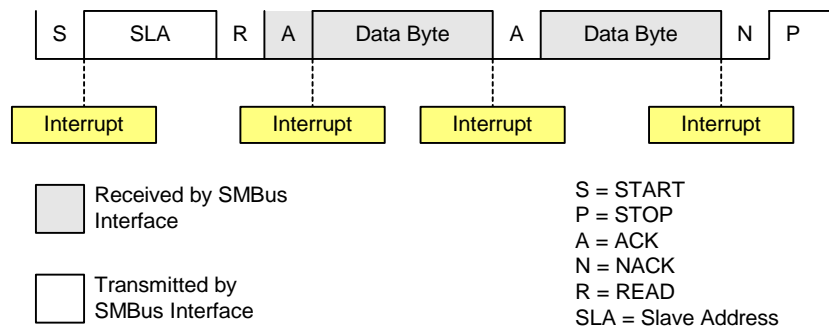 S SLA R A Data Byte A Data Byte N P
Interrupt Interrupt Interrupt Interrupt
Received by SMBus
Interface
Transmitted by
SMBus Interface
S = START
P = STOP
A = ACK
N = NACK
R = READ
SLA = Slave Address